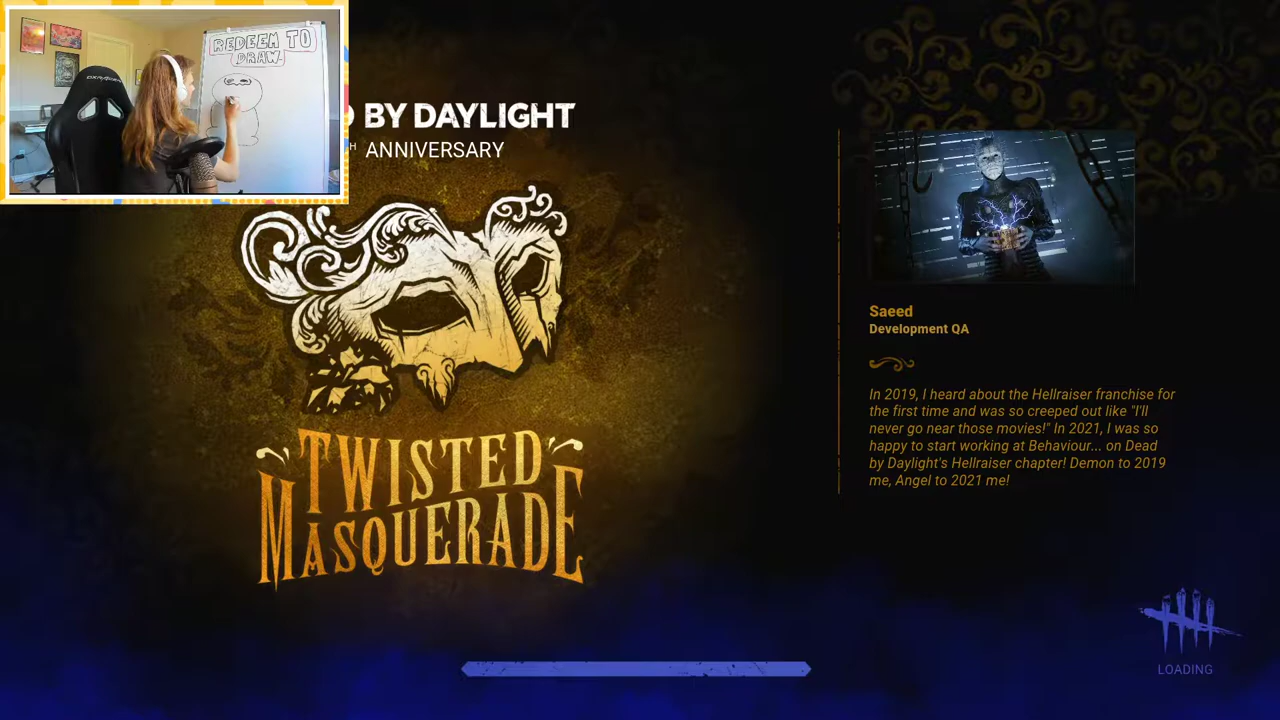 REDEEM TO
DRAW
BY DAYLIGHT
ANNIVERSARY
TWISTED
MASQUERADE
Saeed
Development QA
In 2019, I heard about the Hellraiser franchise for
the first time and was so creeped out like "I'll
never go near those movies!" In 2021, I was so
happy to start working at Behaviour... on Dead
by Daylight's Hellraiser chapter! Demon to 2019
me, Angel to 2021 me!
LOADING